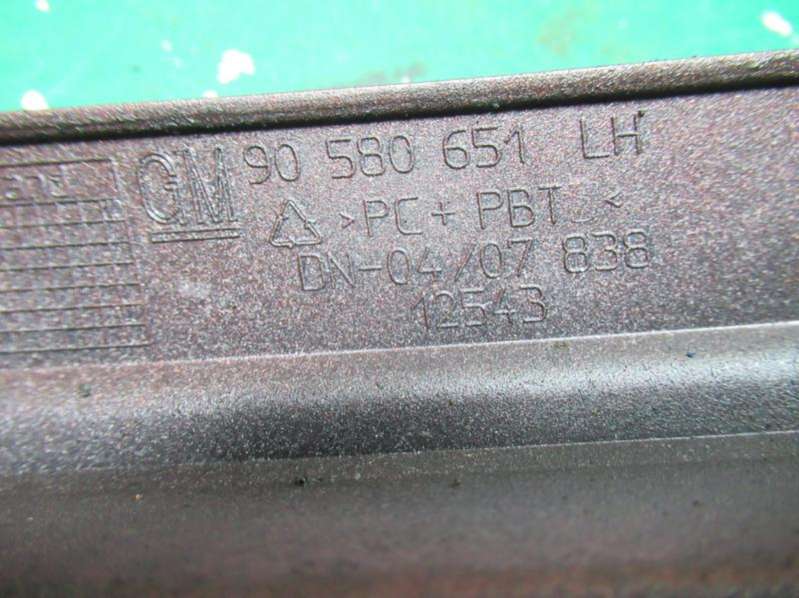 GM 90 580 651 LH
>PC+PBT<
DN-04/07 838
12543